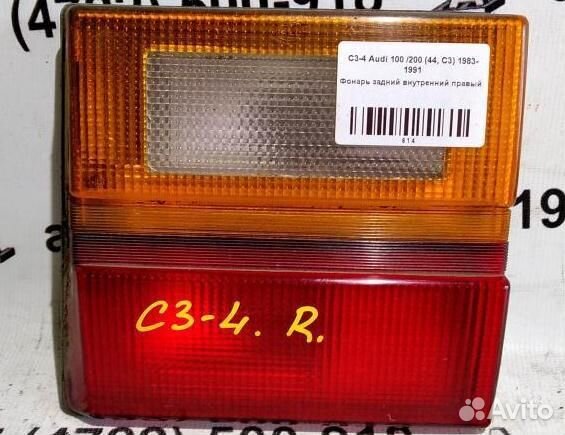 C3-4 Audi 100 /200 (44, C3) 1983-
1991
Фонарь задний внутренний правый
614
C3-4. R.
Avito